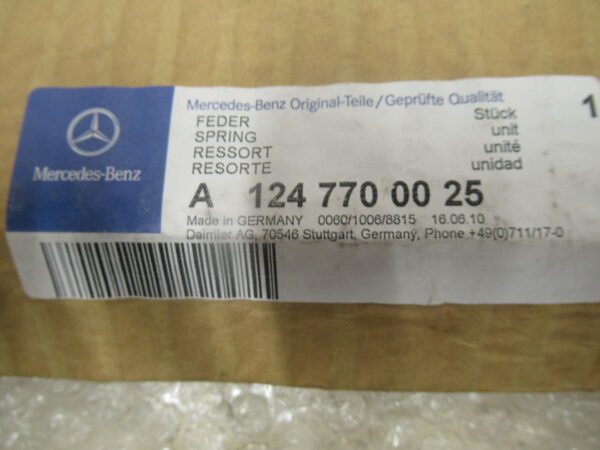 Mercedes-Benz
Mercedes-Benz Original-Teile/Geprüfte Qualität
FEDER Stück 1
SPRING unit
RESSORT unité
RESORTE unidad
A 124 770 00 25
Made in GERMANY 0060/1006/8815 16.06.10
Daimler AG, 70546 Stuttgart, Germany, Phone +49(0)711/17-0